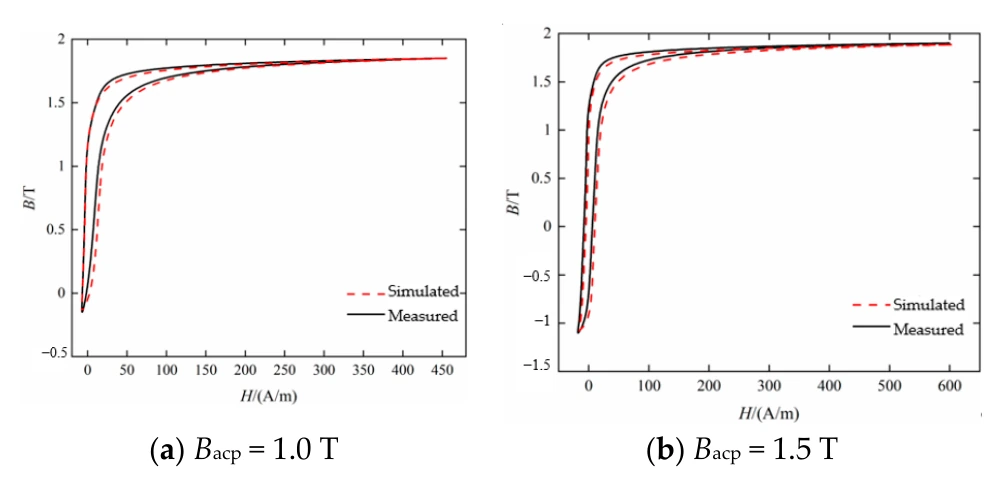 2
1.5
1
0.5
0
−0.5
B/T
0 50 100 150 200 250 300 350 400 450
H/(A/m)
Simulated
Measured
(a) Bacp = 1.0 T
2
1.5
1
0.5
0
−0.5
−1
−1.5
B/T
0 100 200 300 400 500 600
H/(A/m)
Simulated
Measured
(b) Bacp = 1.5 T